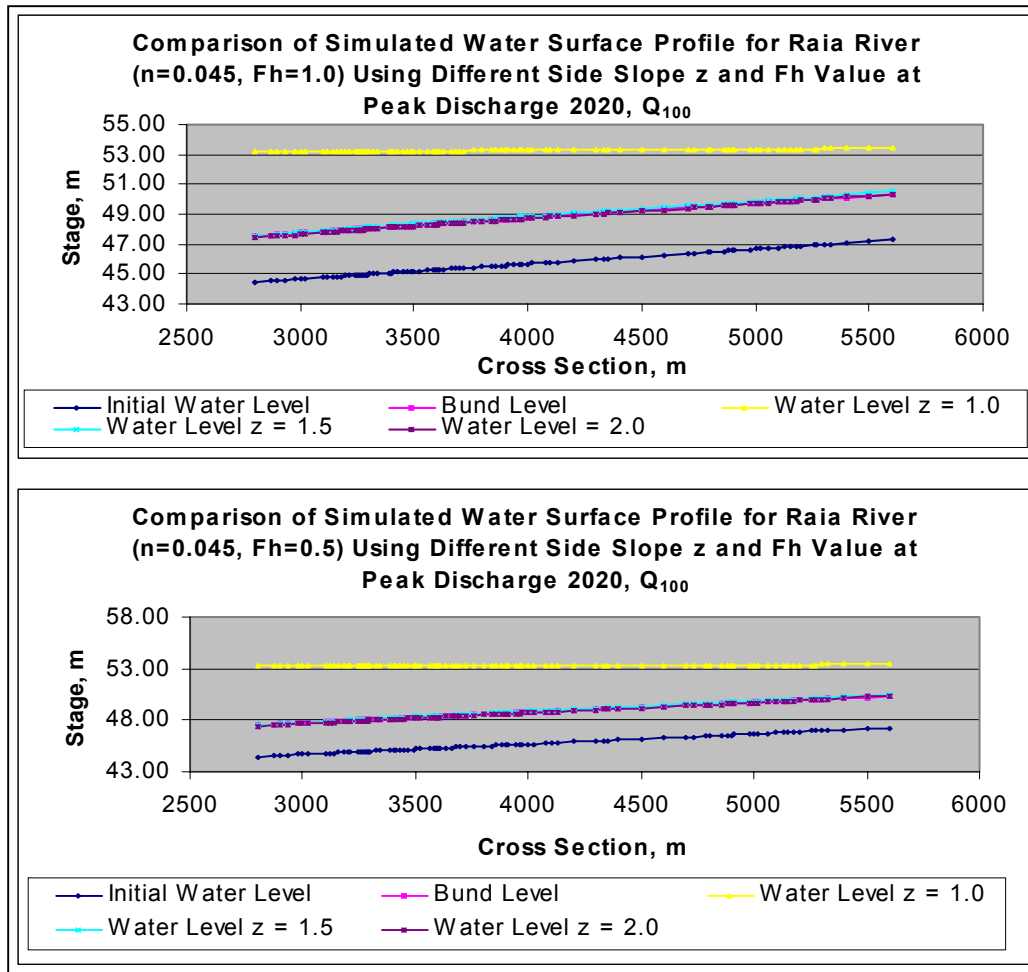 Comparison of Simulated Water Surface Profile for Raia River
(n=0.045, Fh=1.0) Using Different Side Slope z and Fh Value at
Peak Discharge 2020, Q₁₀₀
55.00
53.00
51.00
49.00
47.00
45.00
43.00
Stage, m
2500 3000 3500 4000 4500 5000 5500 6000
Cross Section, m
Initial Water Level Bund Level Water Level z = 1.0
Water Level z = 1.5 Water Level = 2.0
Comparison of Simulated Water Surface Profile for Raia River
(n=0.045, Fh=0.5) Using Different Side Slope z and Fh Value at
Peak Discharge 2020, Q₁₀₀
58.00
53.00
48.00
43.00
Stage, m
2500 3000 3500 4000 4500 5000 5500 6000
Cross Section, m
Initial Water Level Bund Level Water Level z = 1.0
Water Level z = 1.5 Water Level z = 2.0